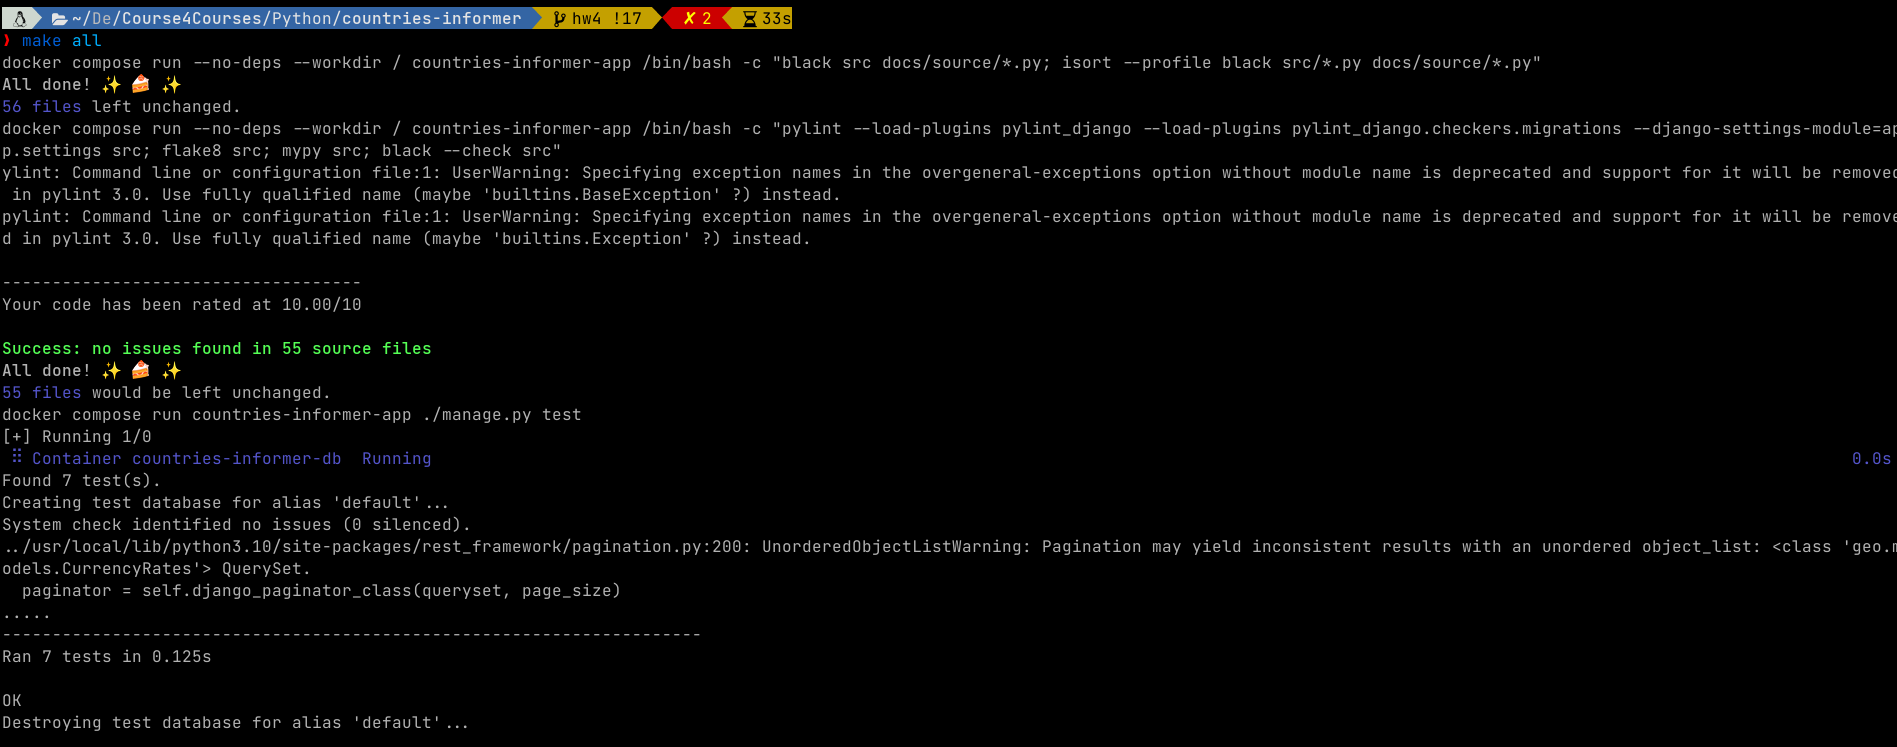 ~/De/Course4Courses/Python/countries-informer hw4 !17 ✘ 2 33s
❯ make all
docker compose run --no-deps --workdir / countries-informer-app /bin/bash -c "black src docs/source/*.py; isort --profile black src/*.py docs/source/*.py"
All done! ✨ 🍰 ✨
56 files left unchanged.
docker compose run --no-deps --workdir / countries-informer-app /bin/bash -c "pylint --load-plugins pylint_django --load-plugins pylint_django.checkers.migrations --django-settings-module=ap
p.settings src; flake8 src; mypy src; black --check src"
ylint: Command line or configuration file:1: UserWarning: Specifying exception names in the overgeneral-exceptions option without module name is deprecated and support for it will be removed
in pylint 3.0. Use fully qualified name (maybe 'builtins.BaseException' ?) instead.
pylint: Command line or configuration file:1: UserWarning: Specifying exception names in the overgeneral-exceptions option without module name is deprecated and support for it will be remove
d in pylint 3.0. Use fully qualified name (maybe 'builtins.Exception' ?) instead.
------------------------------------
Your code has been rated at 10.00/10
Success: no issues found in 55 source files
All done! ✨ 🍰 ✨
55 files would be left unchanged.
docker compose run countries-informer-app ./manage.py test
[+] Running 1/0
⠿ Container countries-informer-db  Running 0.0s
Found 7 test(s).
Creating test database for alias 'default'...
System check identified no issues (0 silenced).
../usr/local/lib/python3.10/site-packages/rest_framework/pagination.py:200: UnorderedObjectListWarning: Pagination may yield inconsistent results with an unordered object_list: <class 'geo.m
odels.CurrencyRates'> QuerySet.
paginator = self.django_paginator_class(queryset, page_size)
.....
----------------------------------------------------------------------
Ran 7 tests in 0.125s
OK
Destroying test database for alias 'default'...